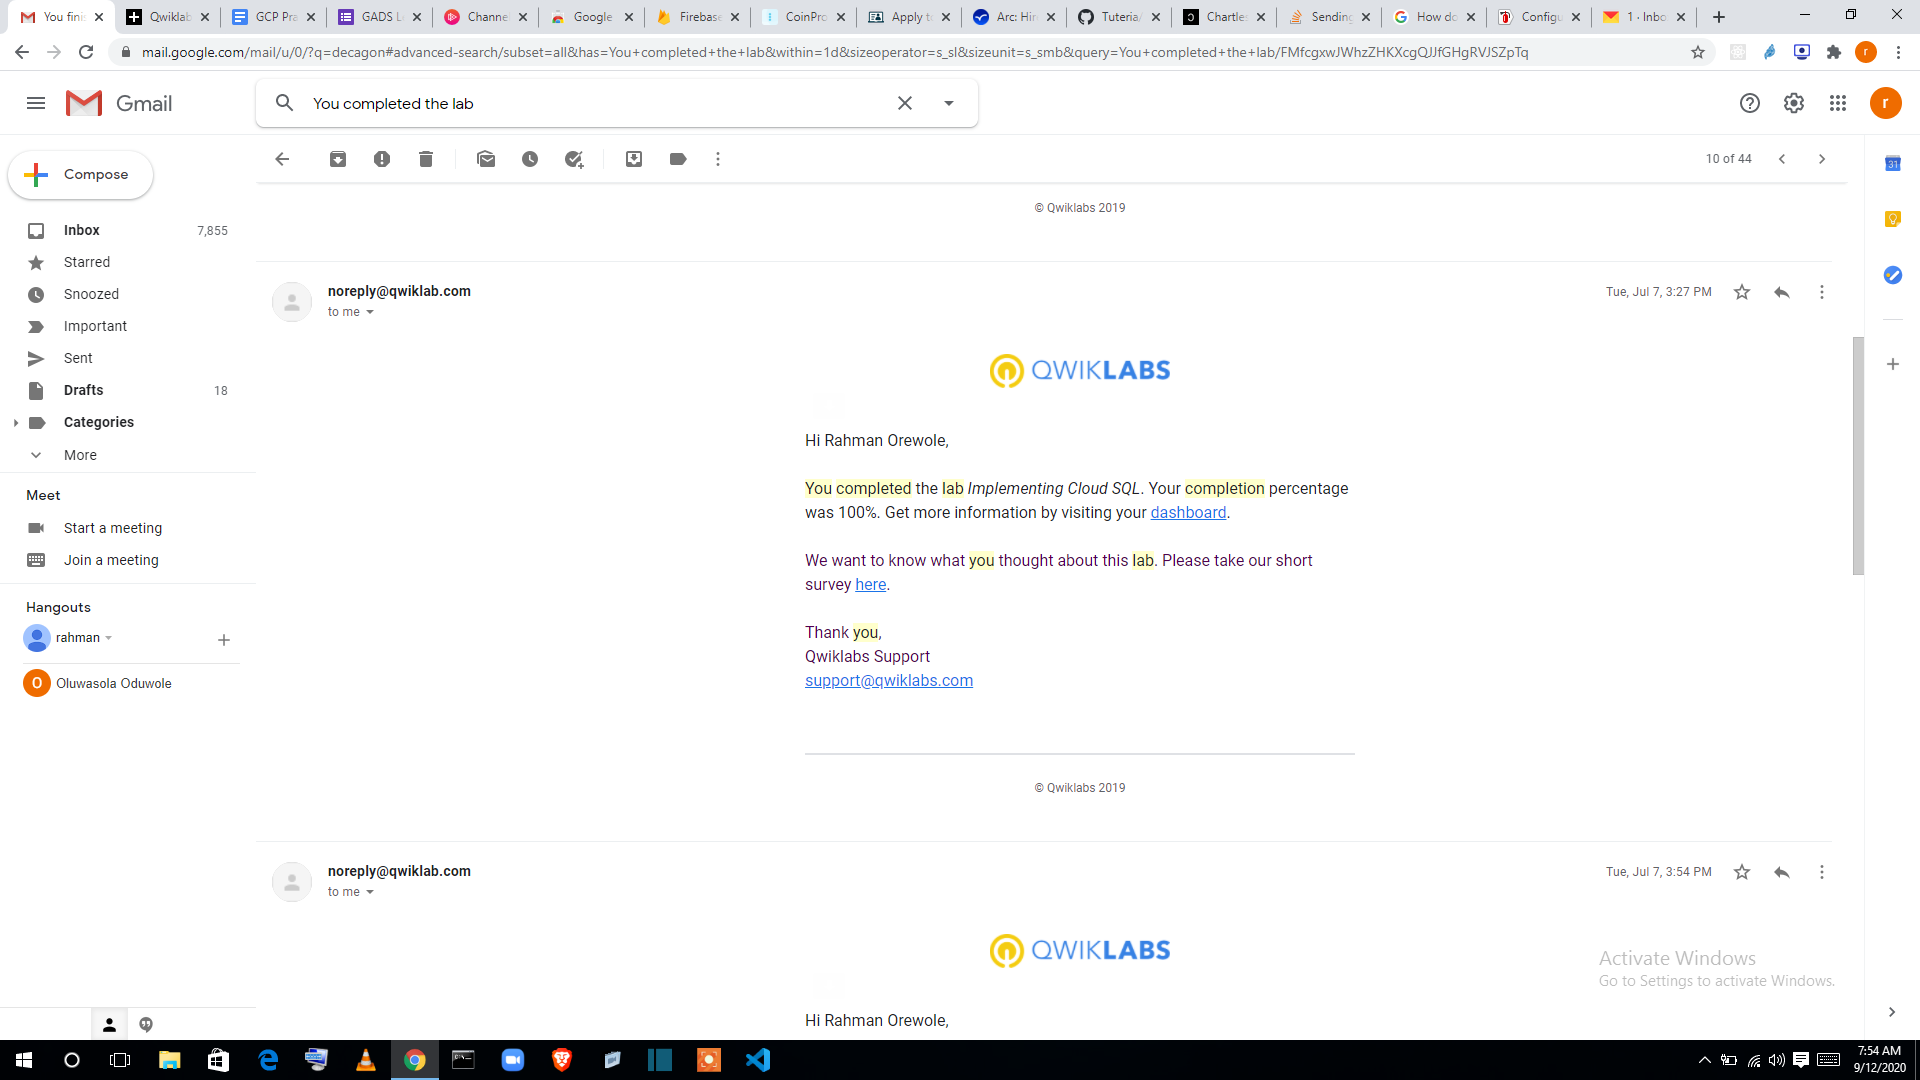 You fini
Qwiklab
GCP Pra
GADS L
Channel
Google
Firebase
CoinPro
Apply to
Arc: Hir
Tuteria/
Chartle
Sending
How do
Configu
1 · Inbo
mail.google.com/mail/u/0/?q=decagon#advanced-search/subset=all&has=You+completed+the+lab&within=1d&sizeoperator=s_sl&sizeunit=s_smb&query=You+completed+the+lab/FMfcgxwJWhzZHKXcgQJJfGHgRVJSZpTq
r
Gmail
You completed the lab
r
Compose
10 of 44
31
Inbox 7,855
Starred
Snoozed
Important
Sent
Drafts 18
Categories
More
Meet
Start a meeting
Join a meeting
Hangouts
rahman
O Oluwasola Oduwole
© Qwiklabs 2019
noreply@qwiklab.com Tue, Jul 7, 3:27 PM
to me
QWIKLABS
Hi Rahman Orewole,
You completed the lab Implementing Cloud SQL. Your completion percentage
was 100%. Get more information by visiting your dashboard.
We want to know what you thought about this lab. Please take our short
survey here.
Thank you,
Qwiklabs Support
support@qwiklabs.com
© Qwiklabs 2019
noreply@qwiklab.com Tue, Jul 7, 3:54 PM
to me
QWIKLABS
Hi Rahman Orewole,
Activate Windows
Go to Settings to activate Windows.
7:54 AM
9/12/2020